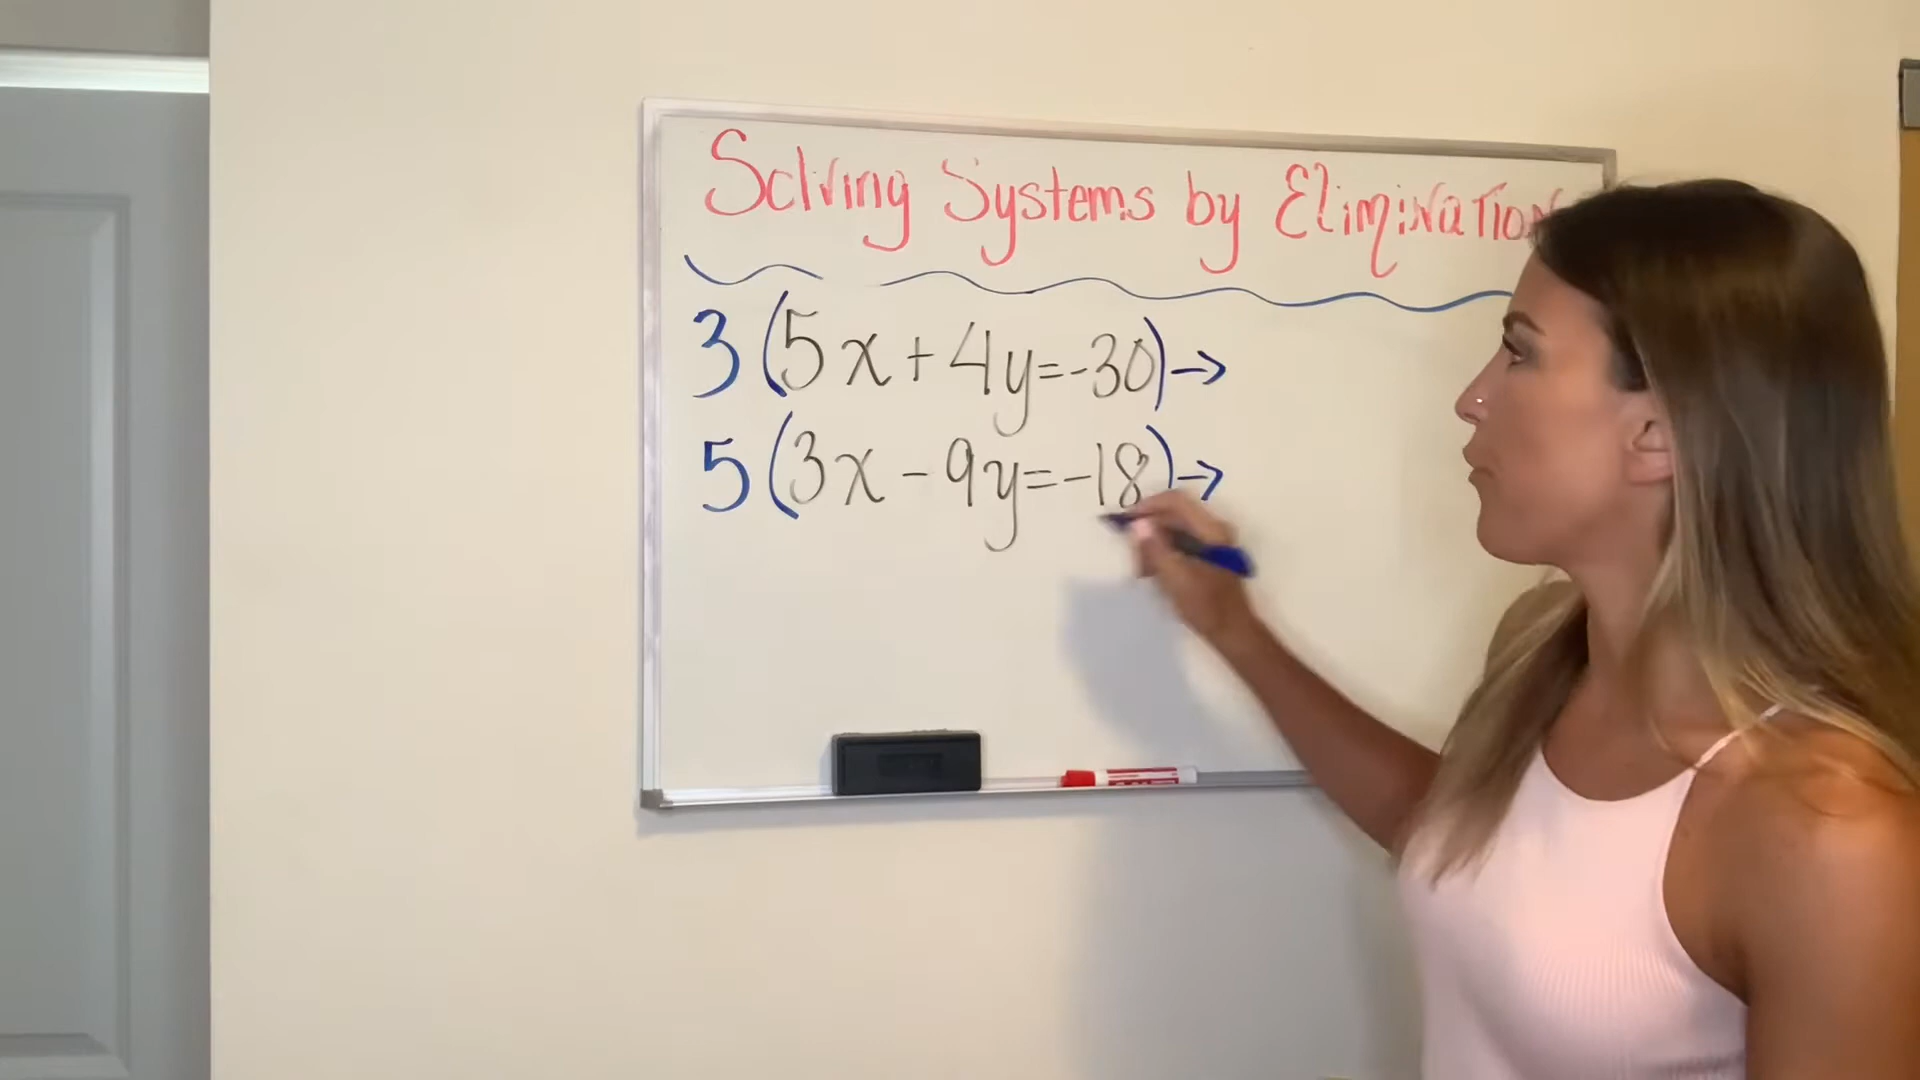 Solving Systems by Elimination
3(5x+4y=-30)→
5(3x-9y=-18)→